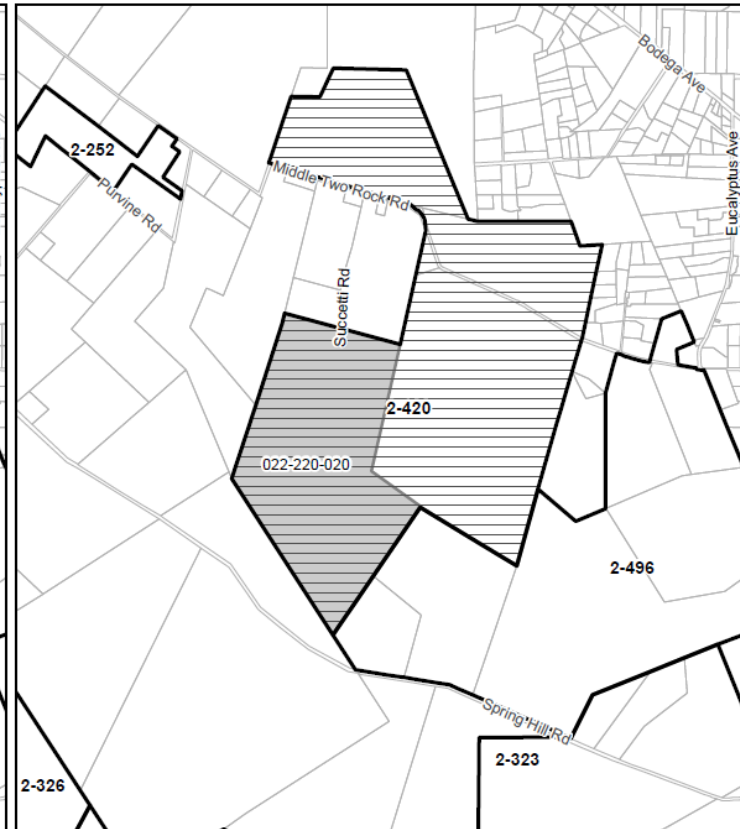 Bodega Ave
Eucalyptus Ave
2-252
Purvine Rd
Middle Two Rock Rd
Succetti Rd
2-420
022-220-020
2-496
Spring Hill Rd
2-323
2-326